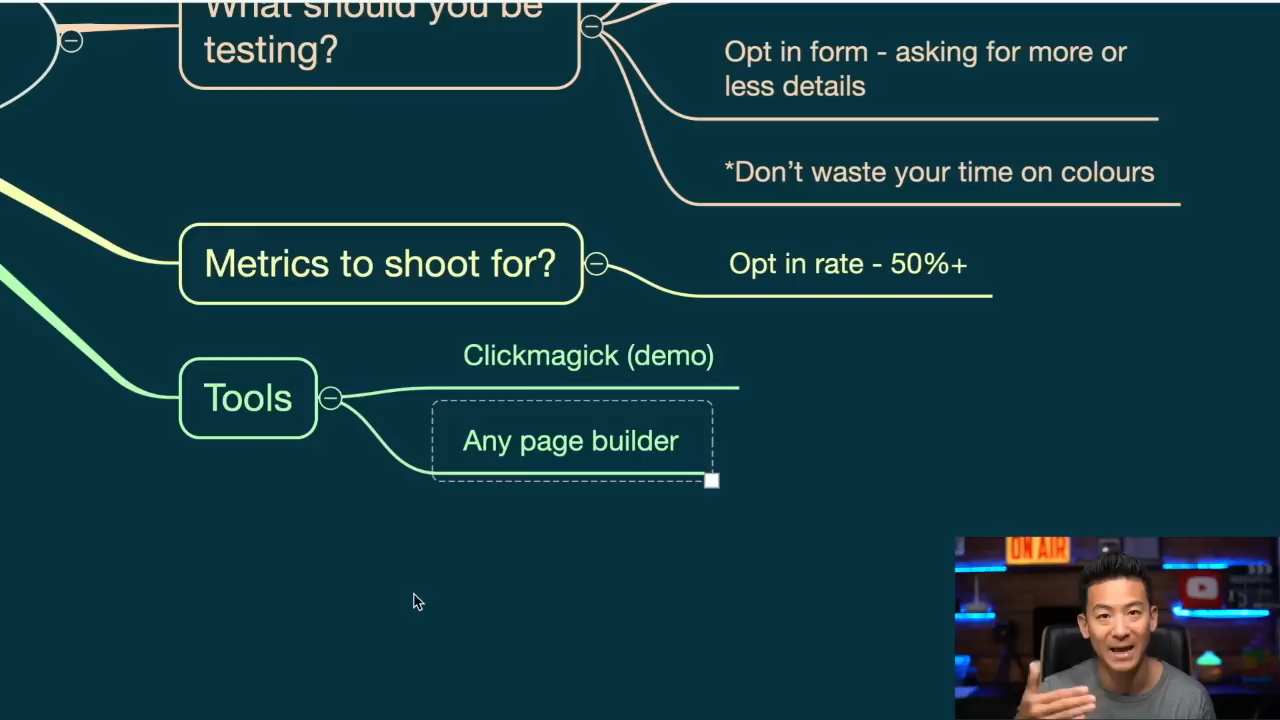 What should you be
testing?
Opt in form - asking for more or
less details
*Don’t waste your time on colours
Metrics to shoot for?
Opt in rate - 50%+
Clickmagick (demo)
Tools
Any page builder
ON AIR